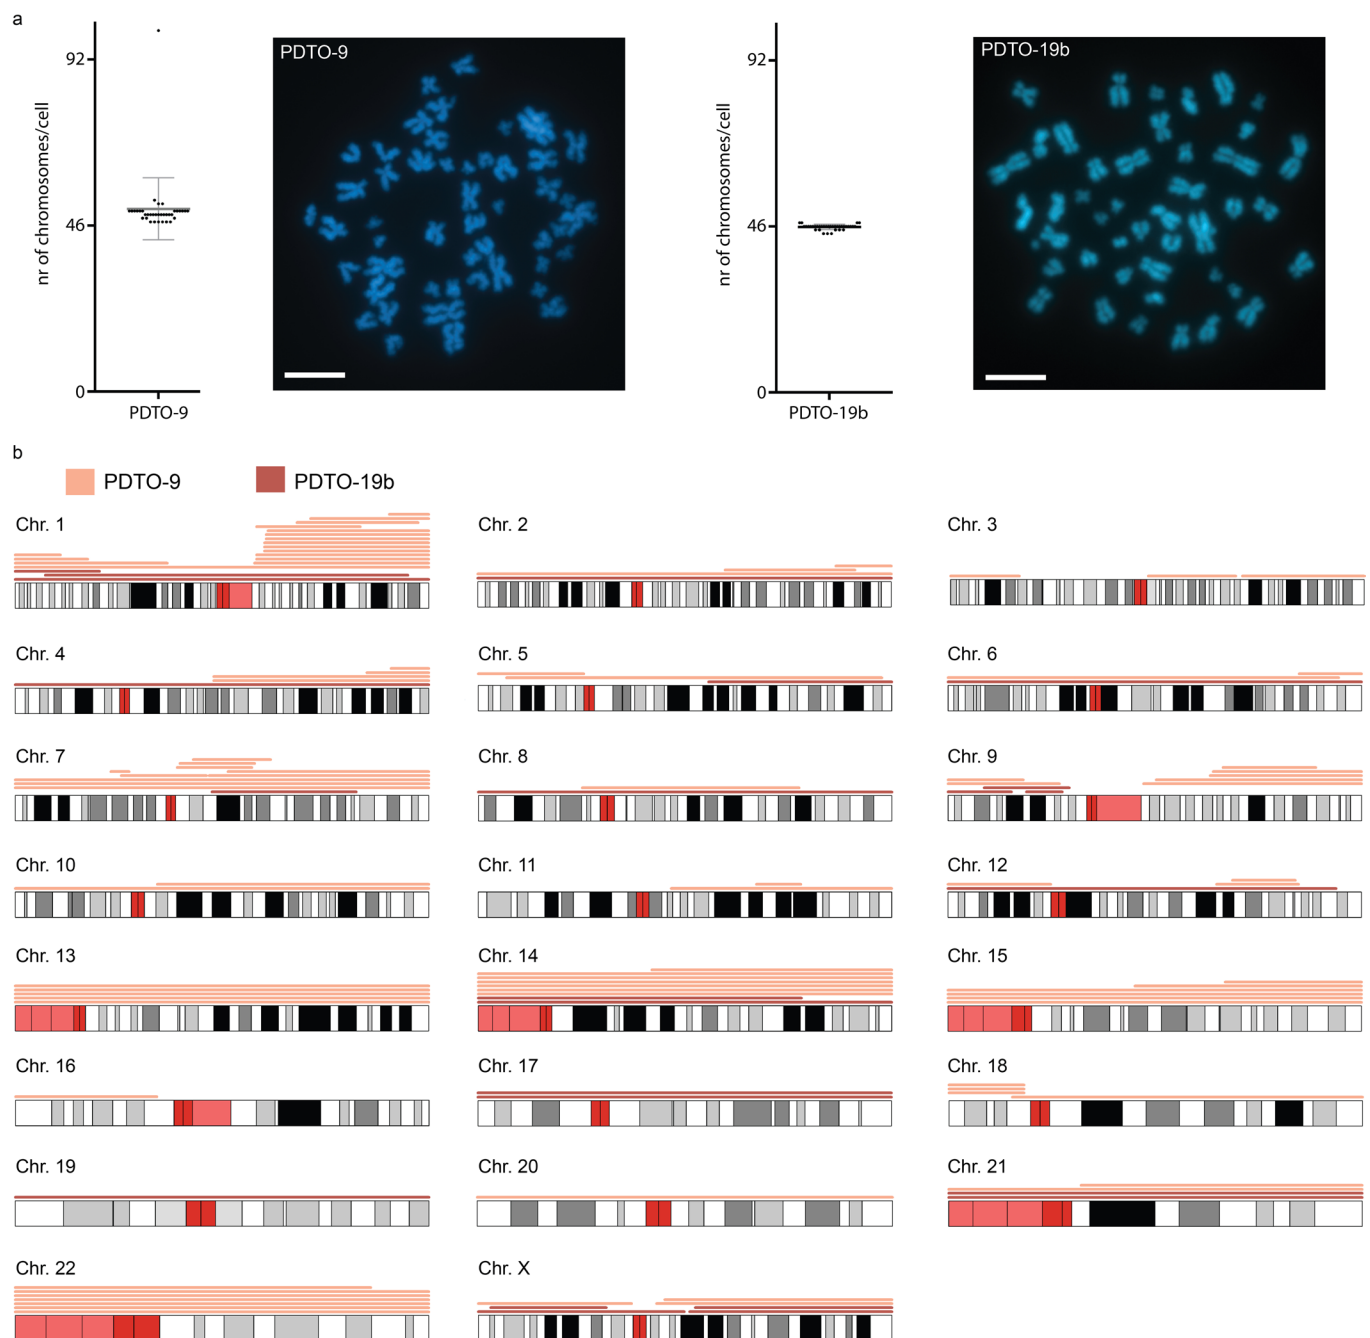 a
92
46
0
nr of chromosomes/cell
PDTO-9
PDTO-9
92
46
0
nr of chromosomes/cell
PDTO-19b
PDTO-19b
b
PDTO-9 PDTO-19b
Chr. 1 Chr. 2 Chr. 3
Chr. 4 Chr. 5 Chr. 6
Chr. 7 Chr. 8 Chr. 9
Chr. 10 Chr. 11 Chr. 12
Chr. 13 Chr. 14 Chr. 15
Chr. 16 Chr. 17 Chr. 18
Chr. 19 Chr. 20 Chr. 21
Chr. 22 Chr. X